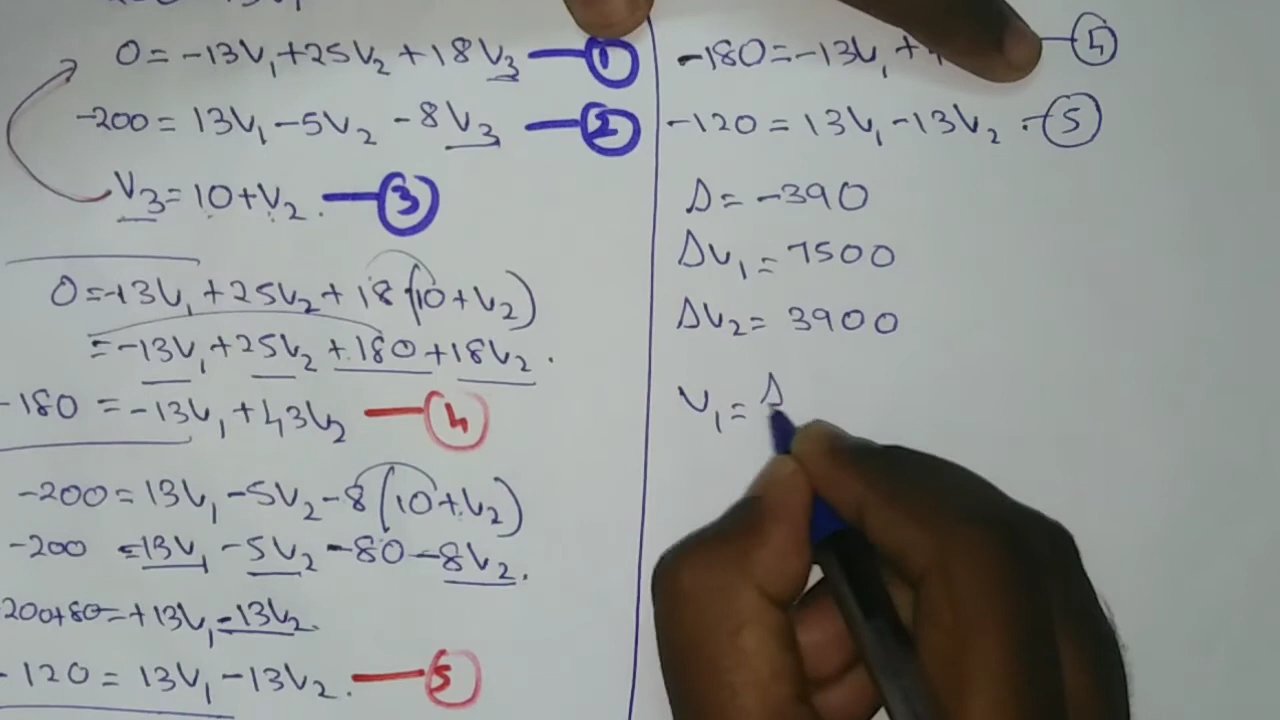 0 = -13V₁ + 25V₂ + 18V₃ — 1
-200 = 13V₁ - 5V₂ - 8V₃ — 2
V₃ = 10 + V₂. — 3
0 = -13V₁ + 25V₂ + 18(10 + V₂)
= -13V₁ + 25V₂ + 180 + 18V₂.
-180 = -13V₁ + 43V₂ — 4
-200 = 13V₁ - 5V₂ - 8(10 + V₂)
-200 = 13V₁ - 5V₂ - 80 - 8V₂.
200 + 80 = +13V₁ - 13V₂.
-120 = 13V₁ - 13V₂. — 5
-180 = -13V₁ + — 4
-120 = 13V₁ - 13V₂. - 5
Δ = -390
ΔV₁ = 7500
ΔV₂ = 3900
V₁ = Δ